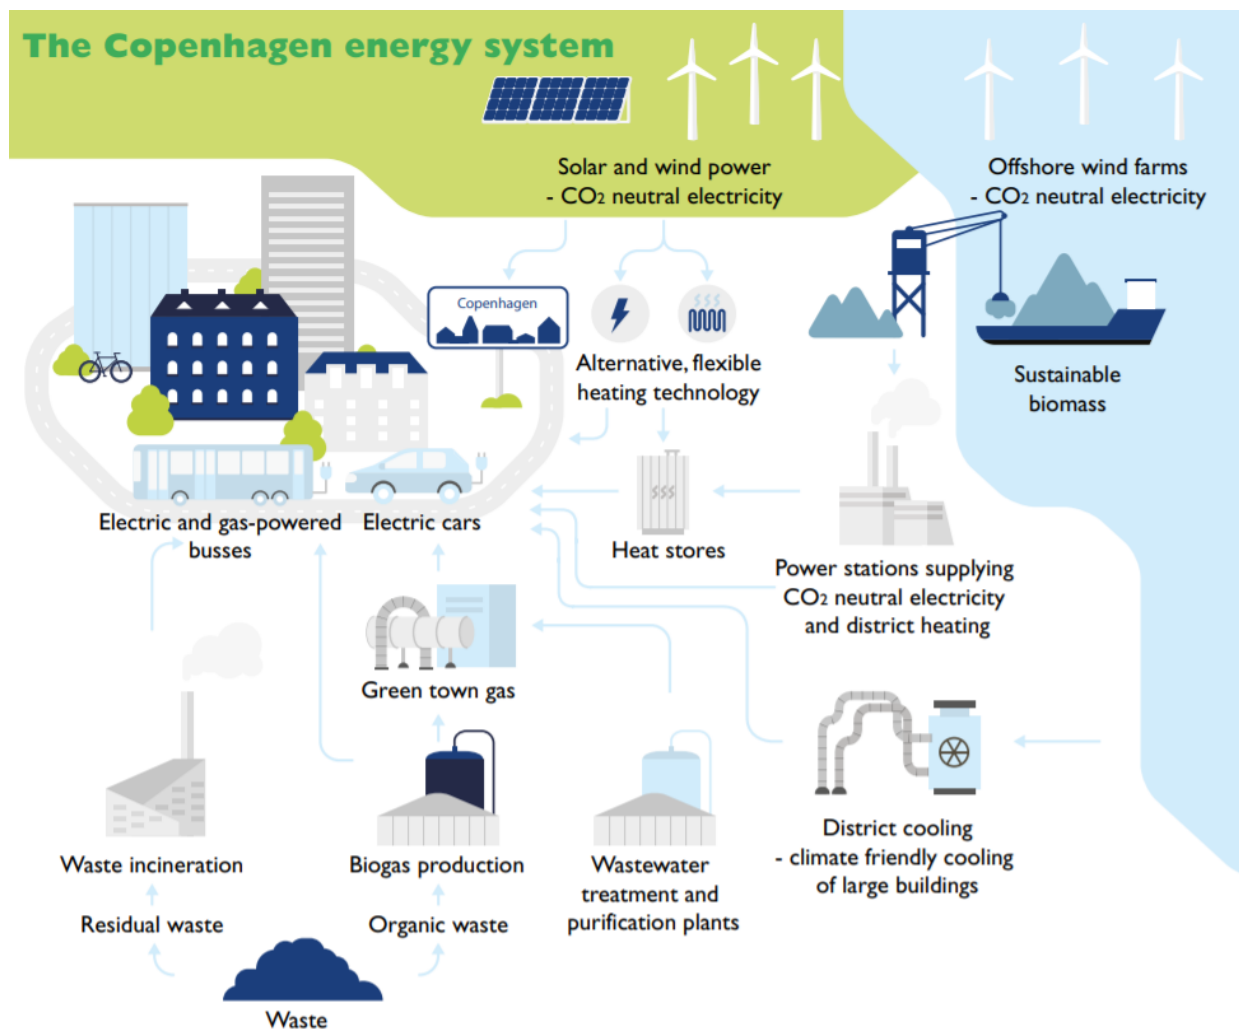 The Copenhagen energy system
Solar and wind power
- CO2 neutral electricity
Offshore wind farms
- CO2 neutral electricity
Copenhagen
Alternative, flexible
heating technology
Sustainable
biomass
Electric and gas-powered
busses
Electric cars
Heat stores
Power stations supplying
CO2 neutral electricity
and district heating
Green town gas
Waste incineration
Biogas production
Wastewater
treatment and
purification plants
District cooling
- climate friendly cooling
of large buildings
Residual waste
Organic waste
Waste